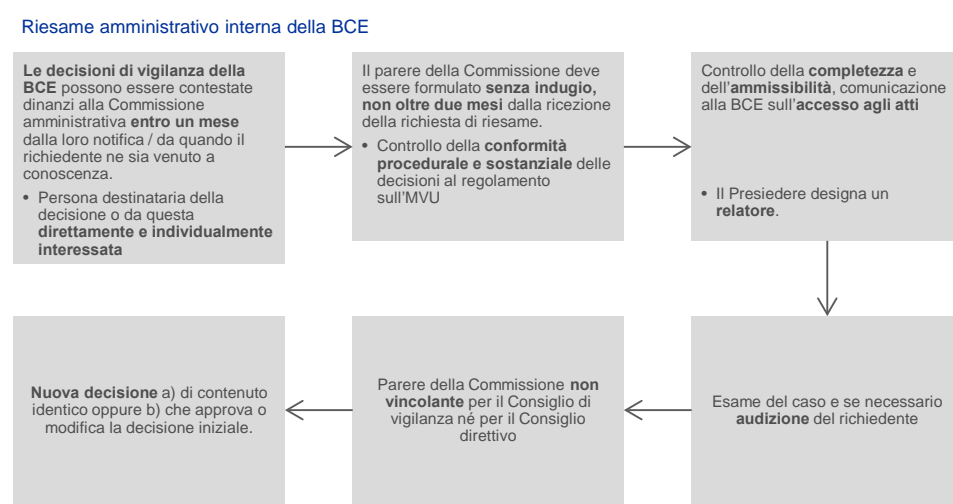 Riesame amministrativo interna della BCE
Le decisioni di vigilanza della
BCE possono essere contestate
dinanzi alla Commissione
amministrativa entro un mese
dalla loro notifica / da quando il
richiedente ne sia venuto a
conoscenza.
• Persona destinataria della
decisione o da questa
direttamente e individualmente
interessata
Il parere della Commissione deve
essere formulato senza indugio,
non oltre due mesi dalla ricezione
della richiesta di riesame.
• Controllo della conformità
procedurale e sostanziale delle
decisioni al regolamento
sull'MVU
Controllo della completezza e
dell'ammissibilità, comunicazione
alla BCE sull'accesso agli atti
• Il Presiedere designa un
relatore.
Esame del caso e se necessario
audizione del richiedente
Parere della Commissione non
vincolante per il Consiglio di
vigilanza né per il Consiglio
direttivo
Nuova decisione a) di contenuto
identico oppure b) che approva o
modifica la decisione iniziale.